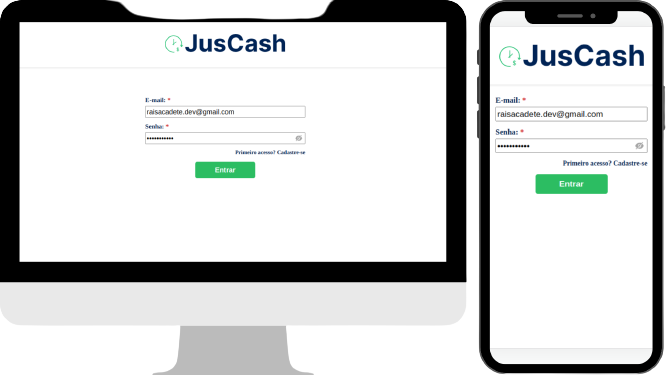 JusCash
E-mail: *
raisacadete.dev@gmail.com
Senha: *
•••••••••••
Primeiro acesso? Cadastre-se
Entrar
JusCash
E-mail: *
raisacadete.dev@gmail.com
Senha: *
•••••••••••
Primeiro acesso? Cadastre-se
Entrar